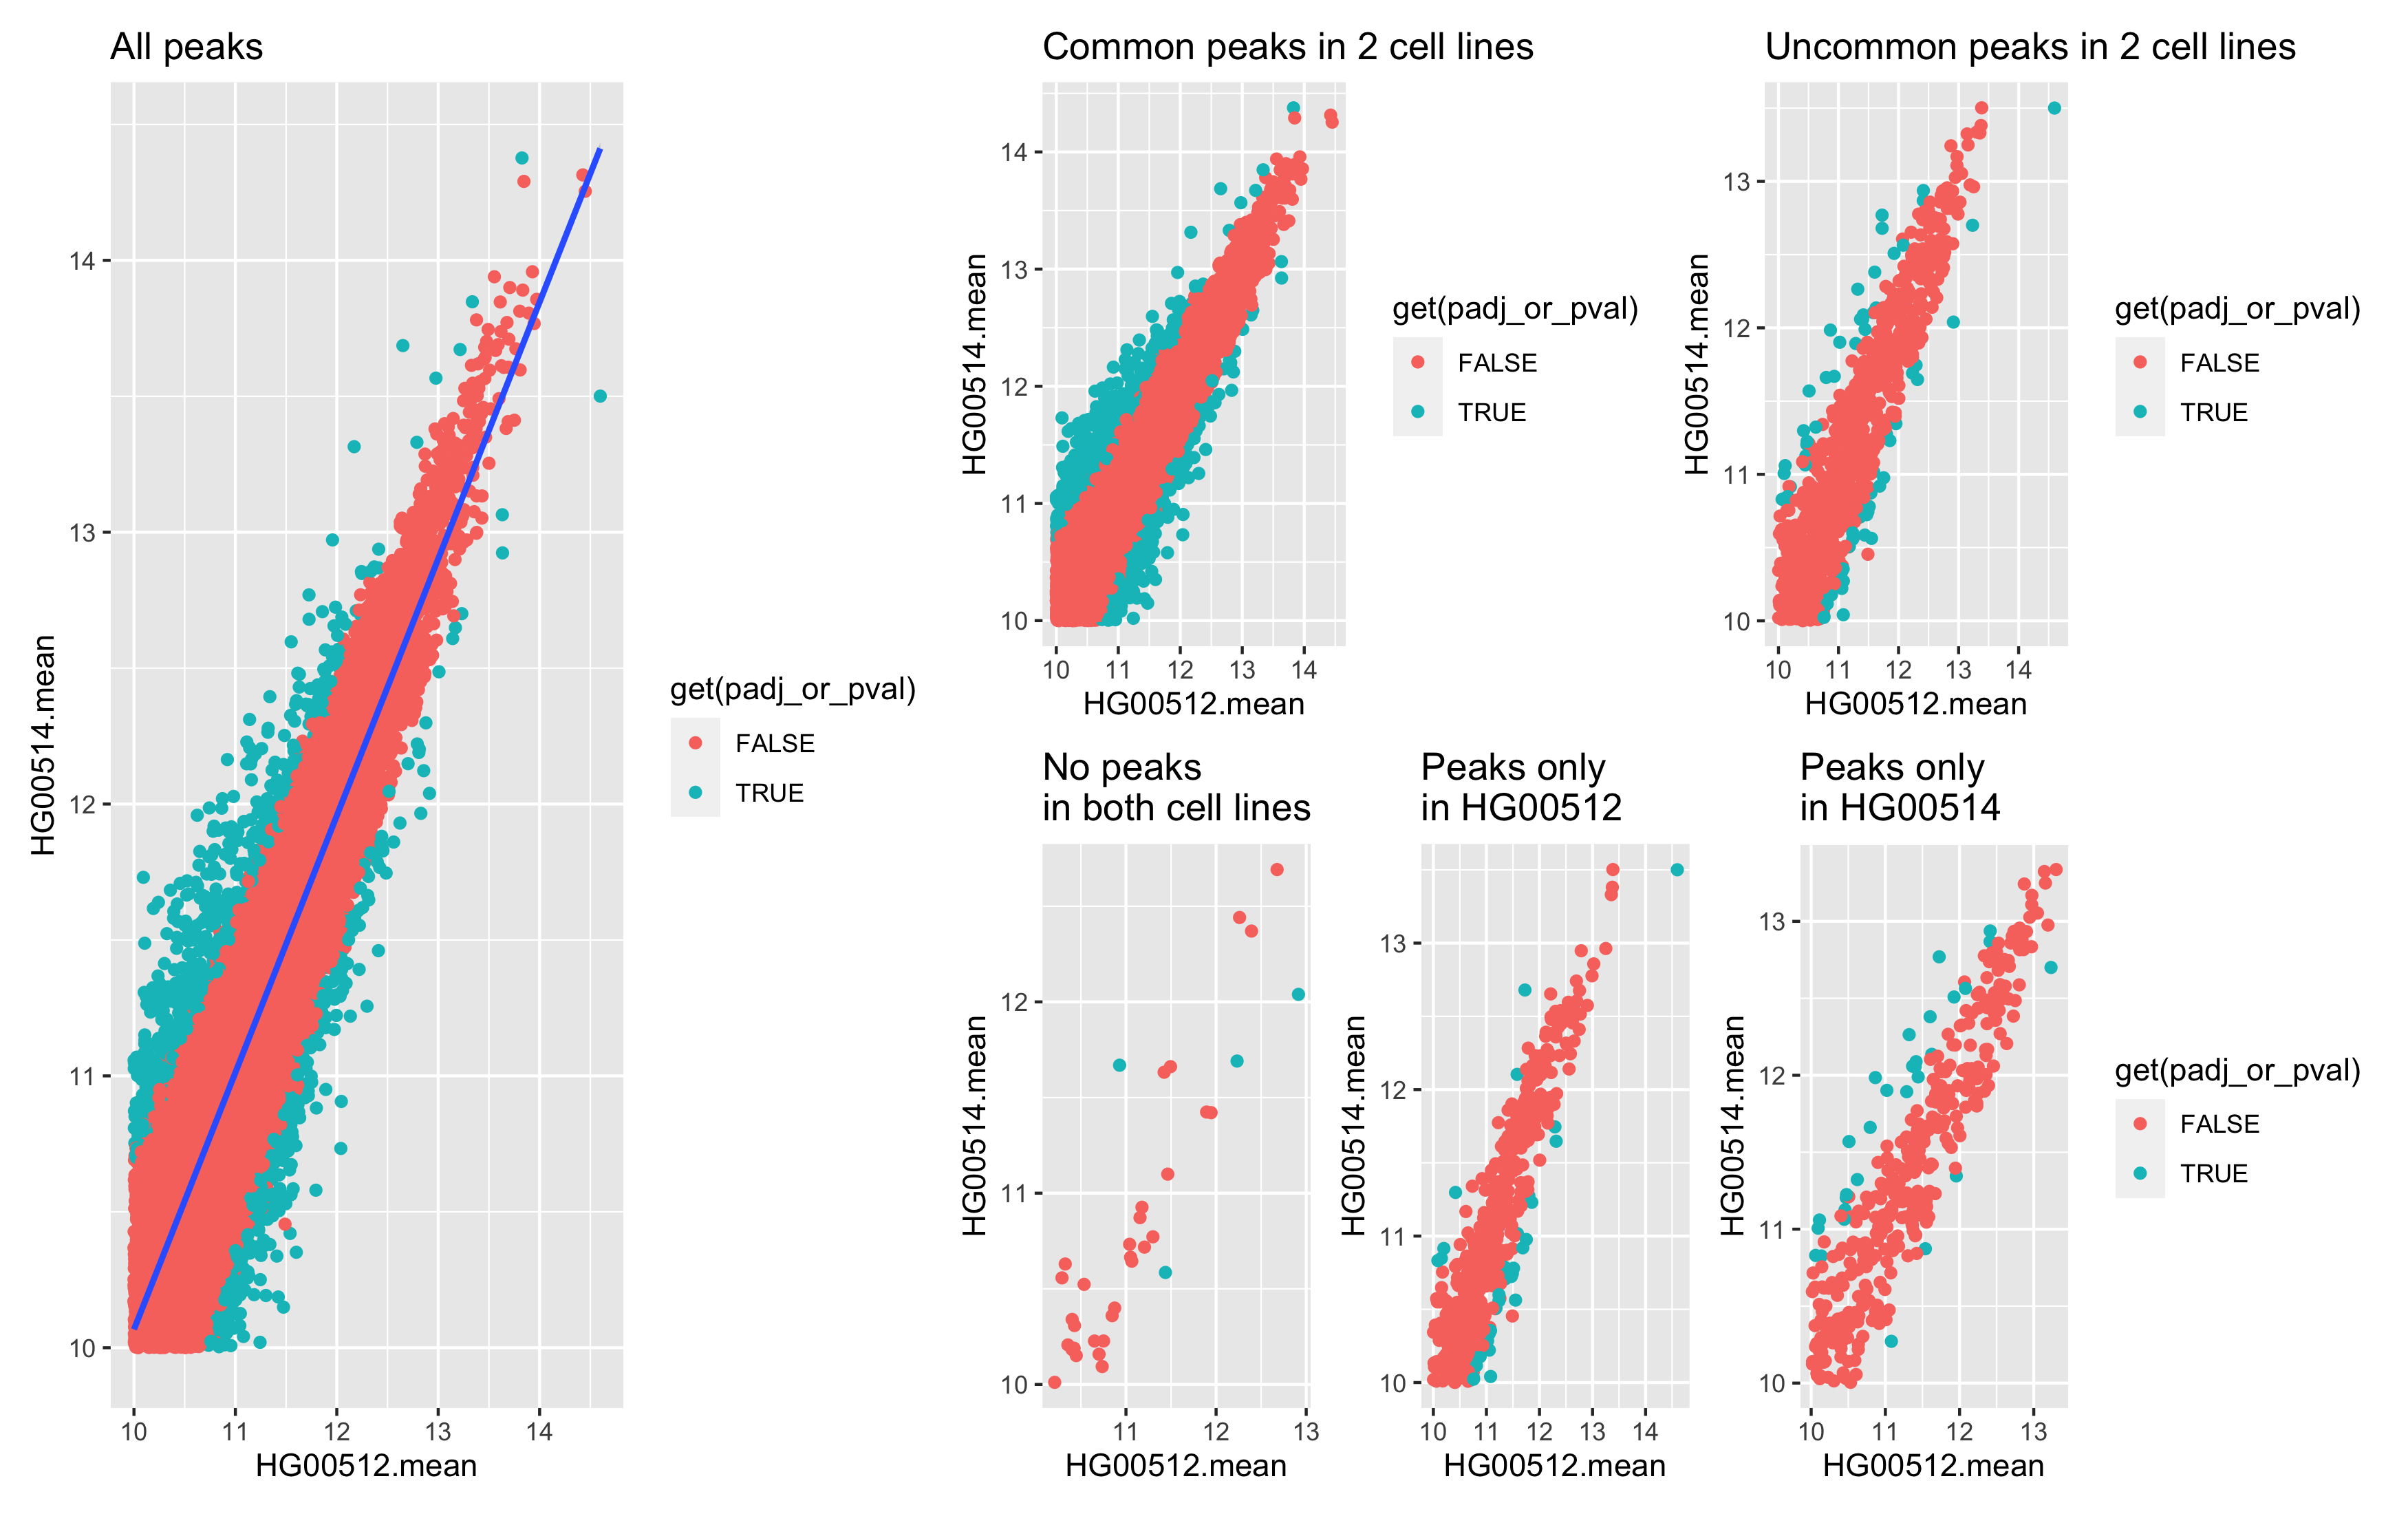 All peaks
14
13
12
11
10
10 11 12 13 14
HG00512.mean
HG00514.mean
get(padj_or_pval)
FALSE
TRUE
Common peaks in 2 cell lines
14
13
12
11
10
10 11 12 13 14
HG00512.mean
HG00514.mean
get(padj_or_pval)
FALSE
TRUE
Uncommon peaks in 2 cell lines
13
12
11
10
10 11 12 13 14
HG00512.mean
HG00514.mean
get(padj_or_pval)
FALSE
TRUE
No peaks
in both cell lines
12
11
10
11 12 13
HG00512.mean
HG00514.mean
Peaks only
in HG00512
13
12
11
10
10 11 12 13 14
HG00512.mean
HG00514.mean
Peaks only
in HG00514
13
12
11
10
10 11 12 13
HG00512.mean
HG00514.mean
get(padj_or_pval)
FALSE
TRUE